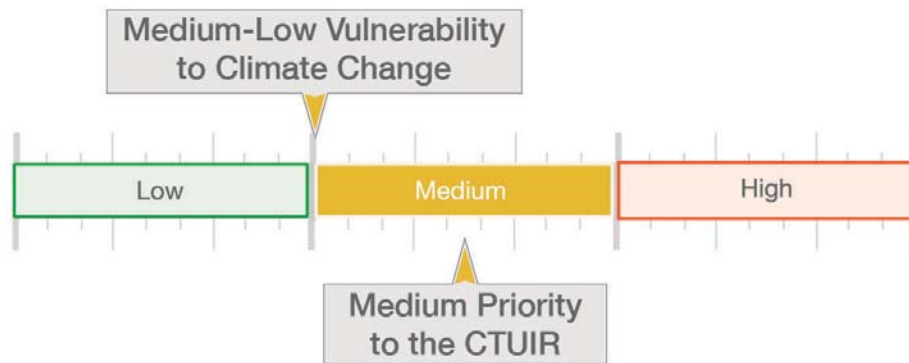 Medium-Low Vulnerability
to Climate Change
Low
Medium
High
Medium Priority
to the CTUIR